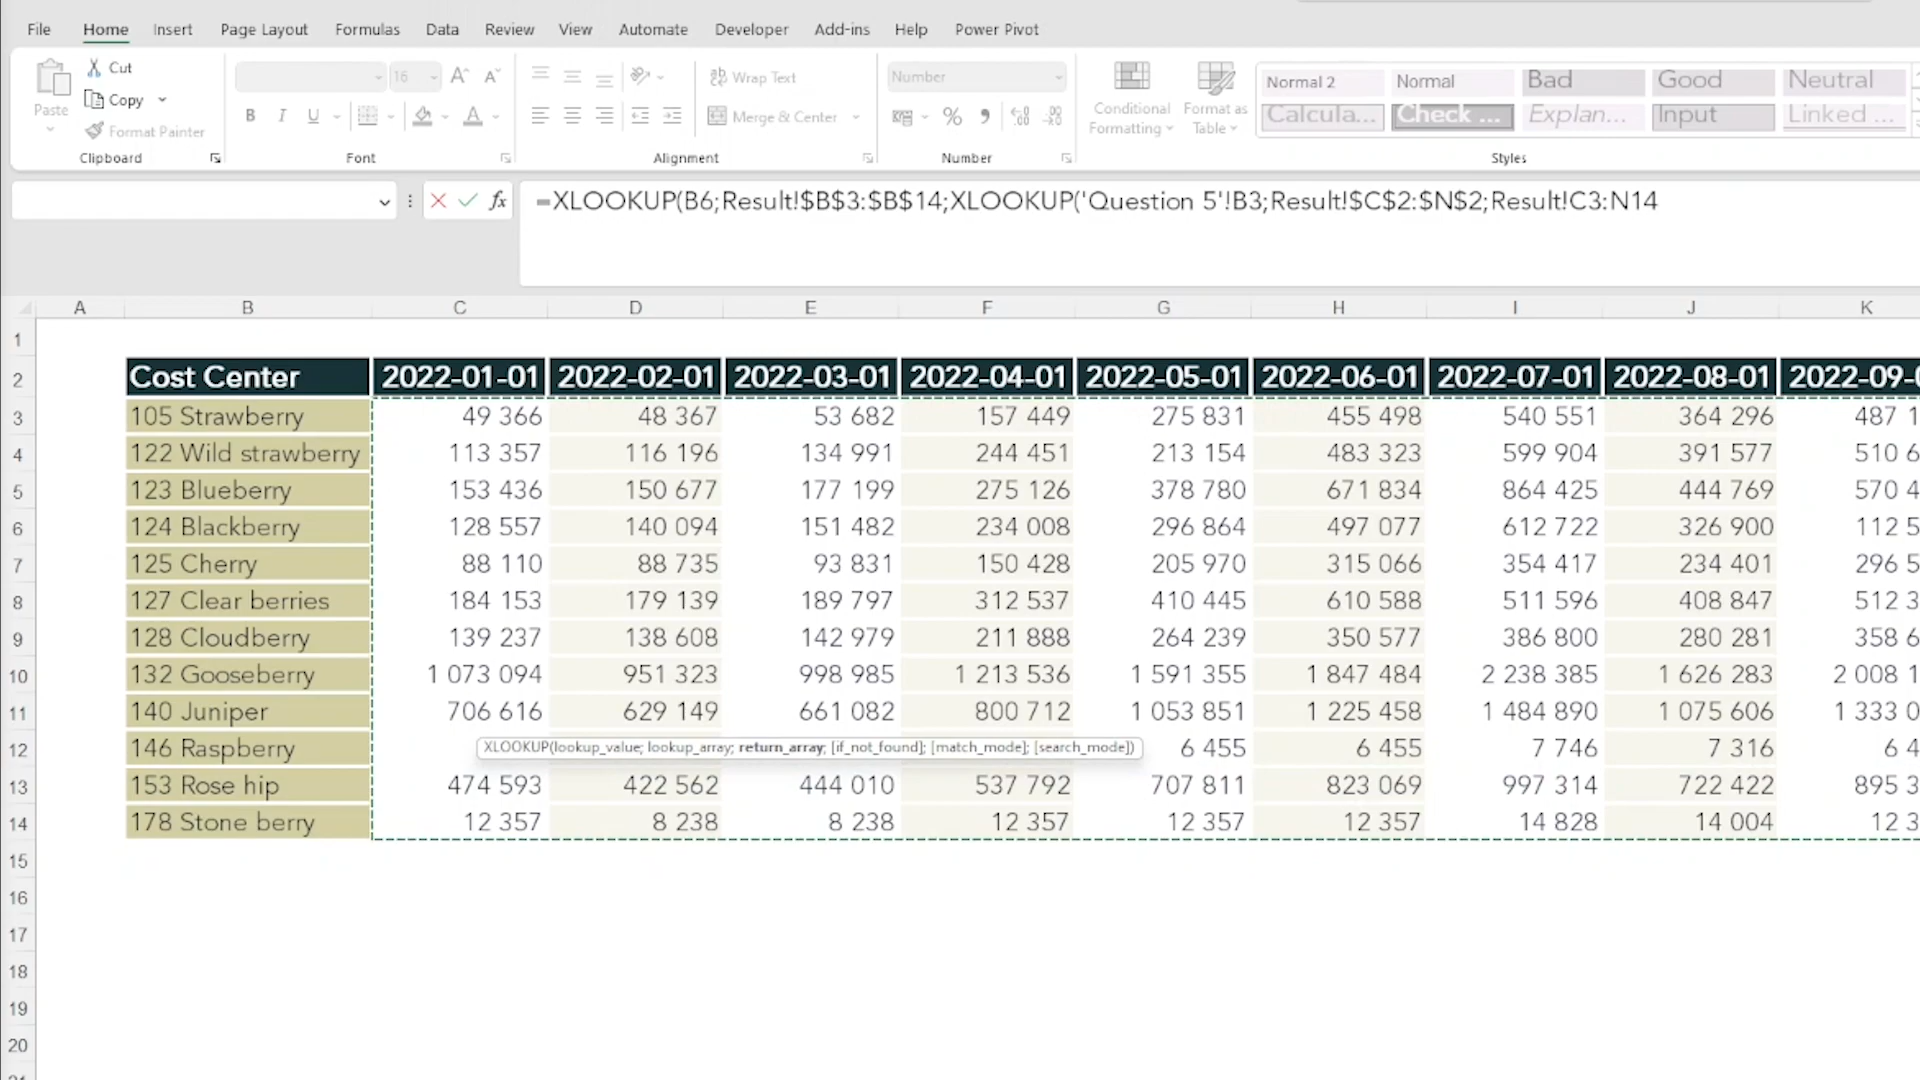 File Home Insert Page Layout Formulas Data Review View Automate Developer Add-ins Help Power Pivot
Paste
Cut
Copy
Format Painter
Clipboard
16 A A
B I U A
Font
Wrap Text
Merge & Center
Alignment
Number
%
Number
Conditional Formatting
Format as Table
Normal 2 Normal Bad Good Neutral
Calcula... Check ... Explan... Input Linked ...
Styles
fx =XLOOKUP(B6;Result!$B$3:$B$14;XLOOKUP('Question 5'!B3;Result!$C$2:$N$2;Result!C3:N14
A B C D E F G H I J K
1
2 Cost Center 2022-01-01 2022-02-01 2022-03-01 2022-04-01 2022-05-01 2022-06-01 2022-07-01 2022-08-01 2022-09-0
3 105 Strawberry 49 366 48 367 53 682 157 449 275 831 455 498 540 551 364 296 487 1
4 122 Wild strawberry 113 357 116 196 134 991 244 451 213 154 483 323 599 904 391 577 510 6
5 123 Blueberry 153 436 150 677 177 199 275 126 378 780 671 834 864 425 444 769 570 4
6 124 Blackberry 128 557 140 094 151 482 234 008 296 864 497 077 612 722 326 900 112 5
7 125 Cherry 88 110 88 735 93 831 150 428 205 970 315 066 354 417 234 401 296 5
8 127 Clear berries 184 153 179 139 189 797 312 537 410 445 610 588 511 596 408 847 512 3
9 128 Cloudberry 139 237 138 608 142 979 211 888 264 239 350 577 386 800 280 281 358 6
10 132 Gooseberry 1 073 094 951 323 998 985 1 213 536 1 591 355 1 847 484 2 238 385 1 626 283 2 008 1
11 140 Juniper 706 616 629 149 661 082 800 712 1 053 851 1 225 458 1 484 890 1 075 606 1 333 0
12 146 Raspberry XLOOKUP(lookup_value; lookup_array; return_array; [if_not_found]; [match_mode]; [search_mode]) 6 455 6 455 7 746 7 316 6 4
13 153 Rose hip 474 593 422 562 444 010 537 792 707 811 823 069 997 314 722 422 895 3
14 178 Stone berry 12 357 8 238 8 238 12 357 12 357 12 357 14 828 14 004 12 3
15
16
17
18
19
20